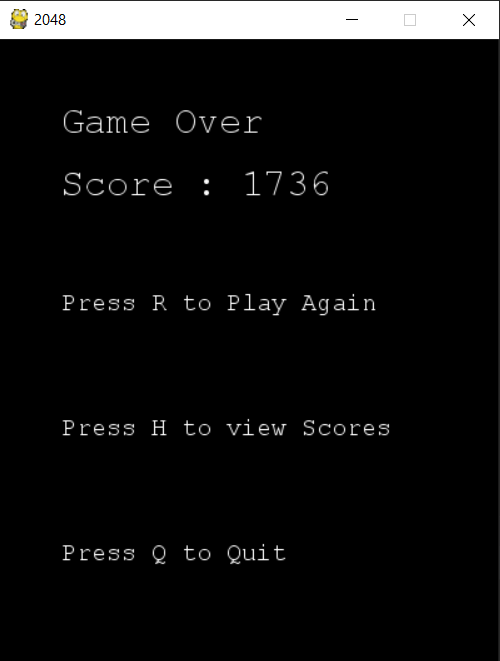 2048
Game Over
Score : 1736
Press R to Play Again
Press H to view Scores
Press Q to Quit